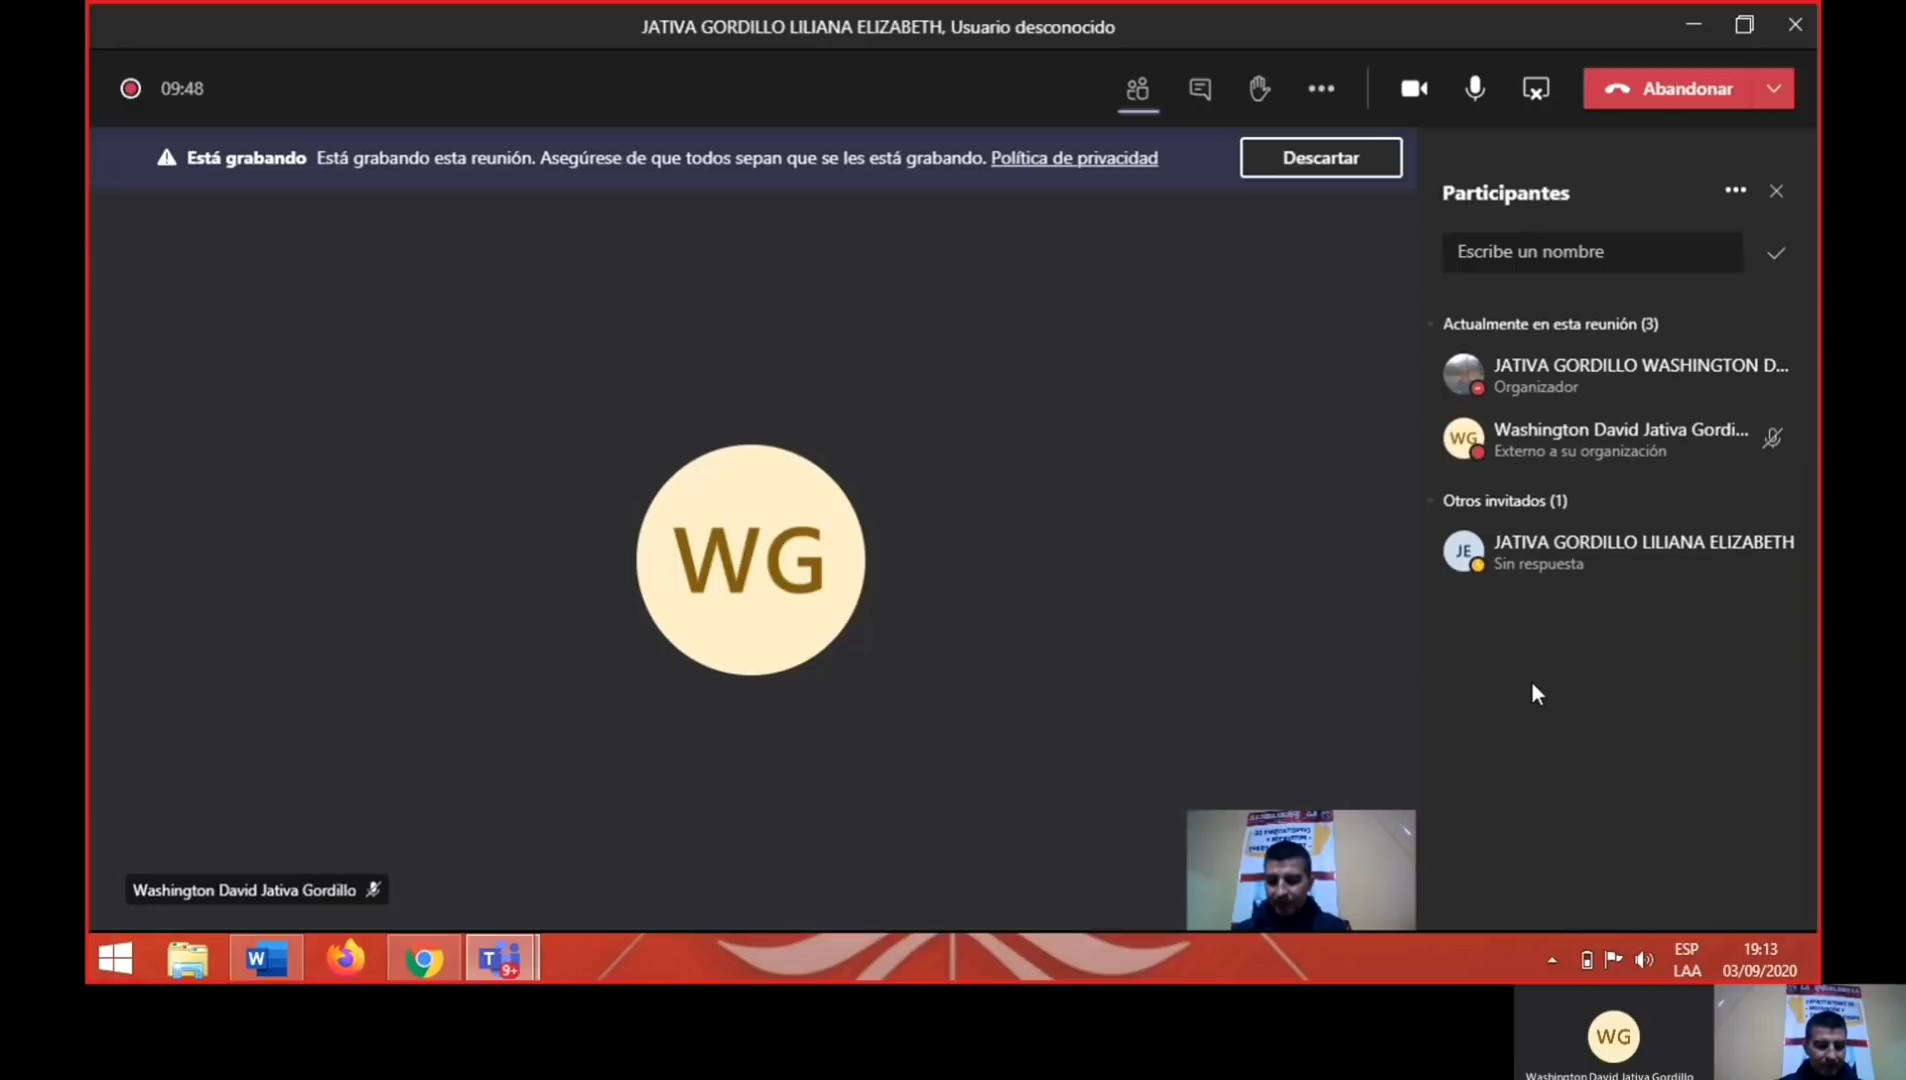 JATIVA GORDILLO LILIANA ELIZABETH, Usuario desconocido
09:48
Abandonar
Está grabando Está grabando esta reunión. Asegúrese de que todos sepan que se les está grabando. Política de privacidad
Descartar
Participantes
Escribe un nombre
Actualmente en esta reunión (3)
JATIVA GORDILLO WASHINGTON D...
Organizador
WG
Washington David Jativa Gordi...
Externo a su organización
Otros invitados (1)
JE
JATIVA GORDILLO LILIANA ELIZABETH
Sin respuesta
WG
Washington David Jativa Gordillo
W
T
9+
ESP
LAA
19:13
03/09/2020
WG
Washington David Jativa Gordillo